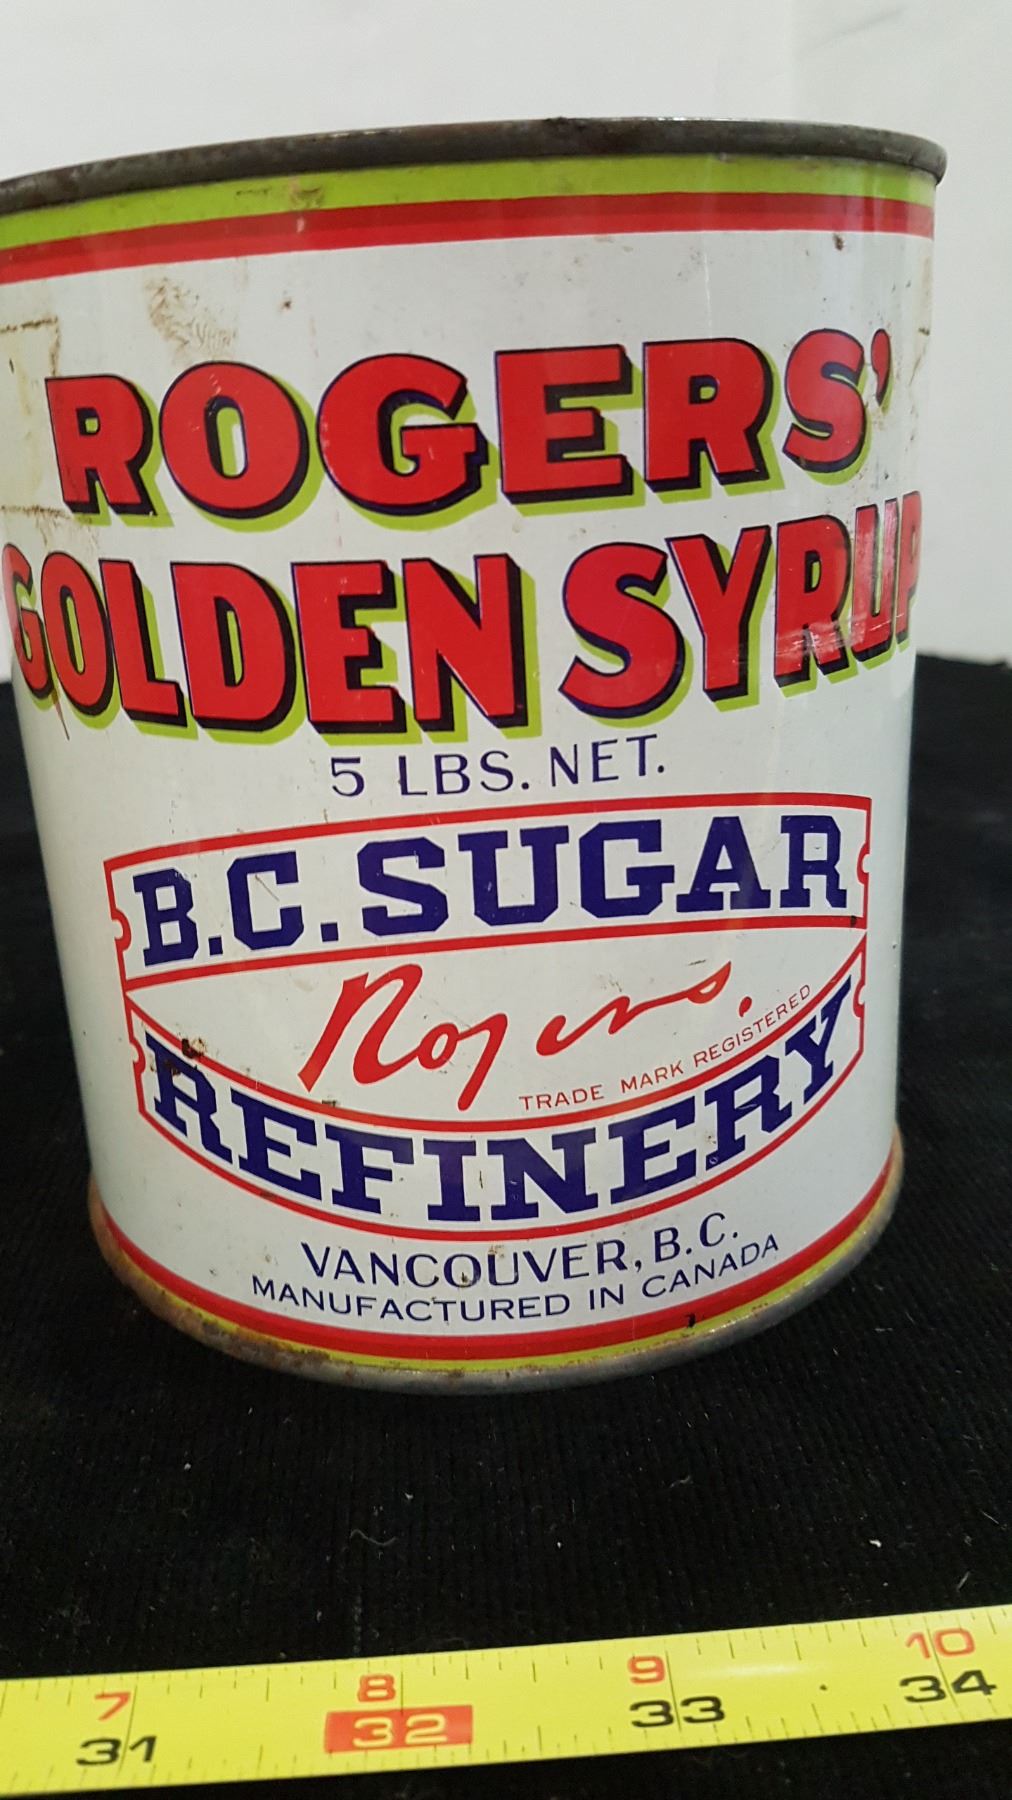 ROGERS'
GOLDEN SYRUP
5 LBS. NET.
B.C. SUGAR
Rogers.
TRADE MARK REGISTERED
REFINERY
VANCOUVER, B.C.
MANUFACTURED IN CANADA
7 8 9 10
31 32 33 34